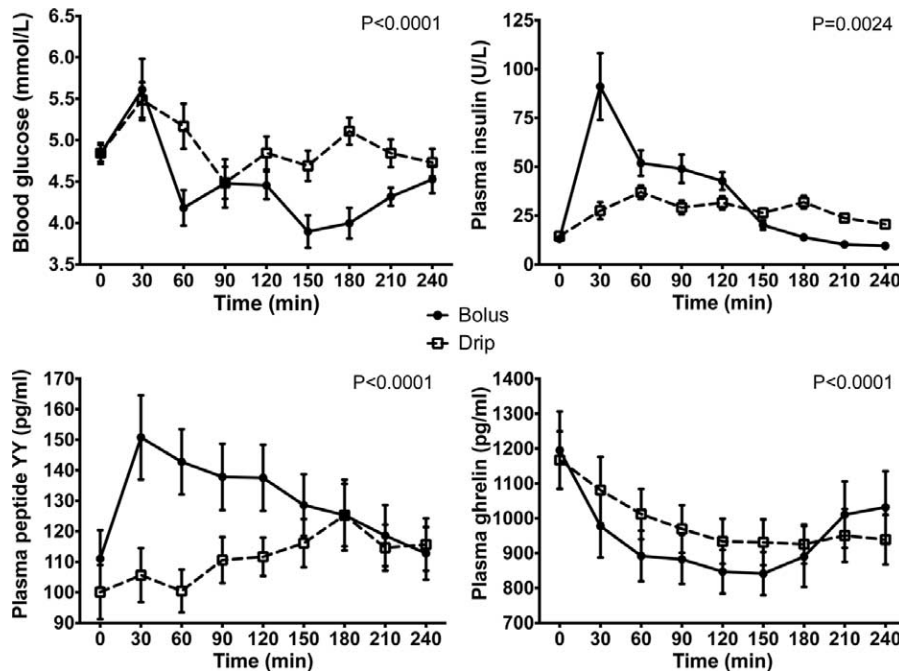 Blood glucose (mmol/L)
6.5
6.0
5.5
5.0
4.5
4.0
3.5
P<0.0001
0 30 60 90 120 150 180 210 240
Time (min)
Plasma insulin (U/L)
125
100
75
50
25
0
P=0.0024
0 30 60 90 120 150 180 210 240
Time (min)
Bolus
Drip
Plasma peptide YY (pg/ml)
170
160
150
140
130
120
110
100
90
P<0.0001
0 30 60 90 120 150 180 210 240
Time (min)
Plasma ghrelin (pg/ml)
1400
1300
1200
1100
1000
900
800
700
P<0.0001
0 30 60 90 120 150 180 210 240
Time (min)